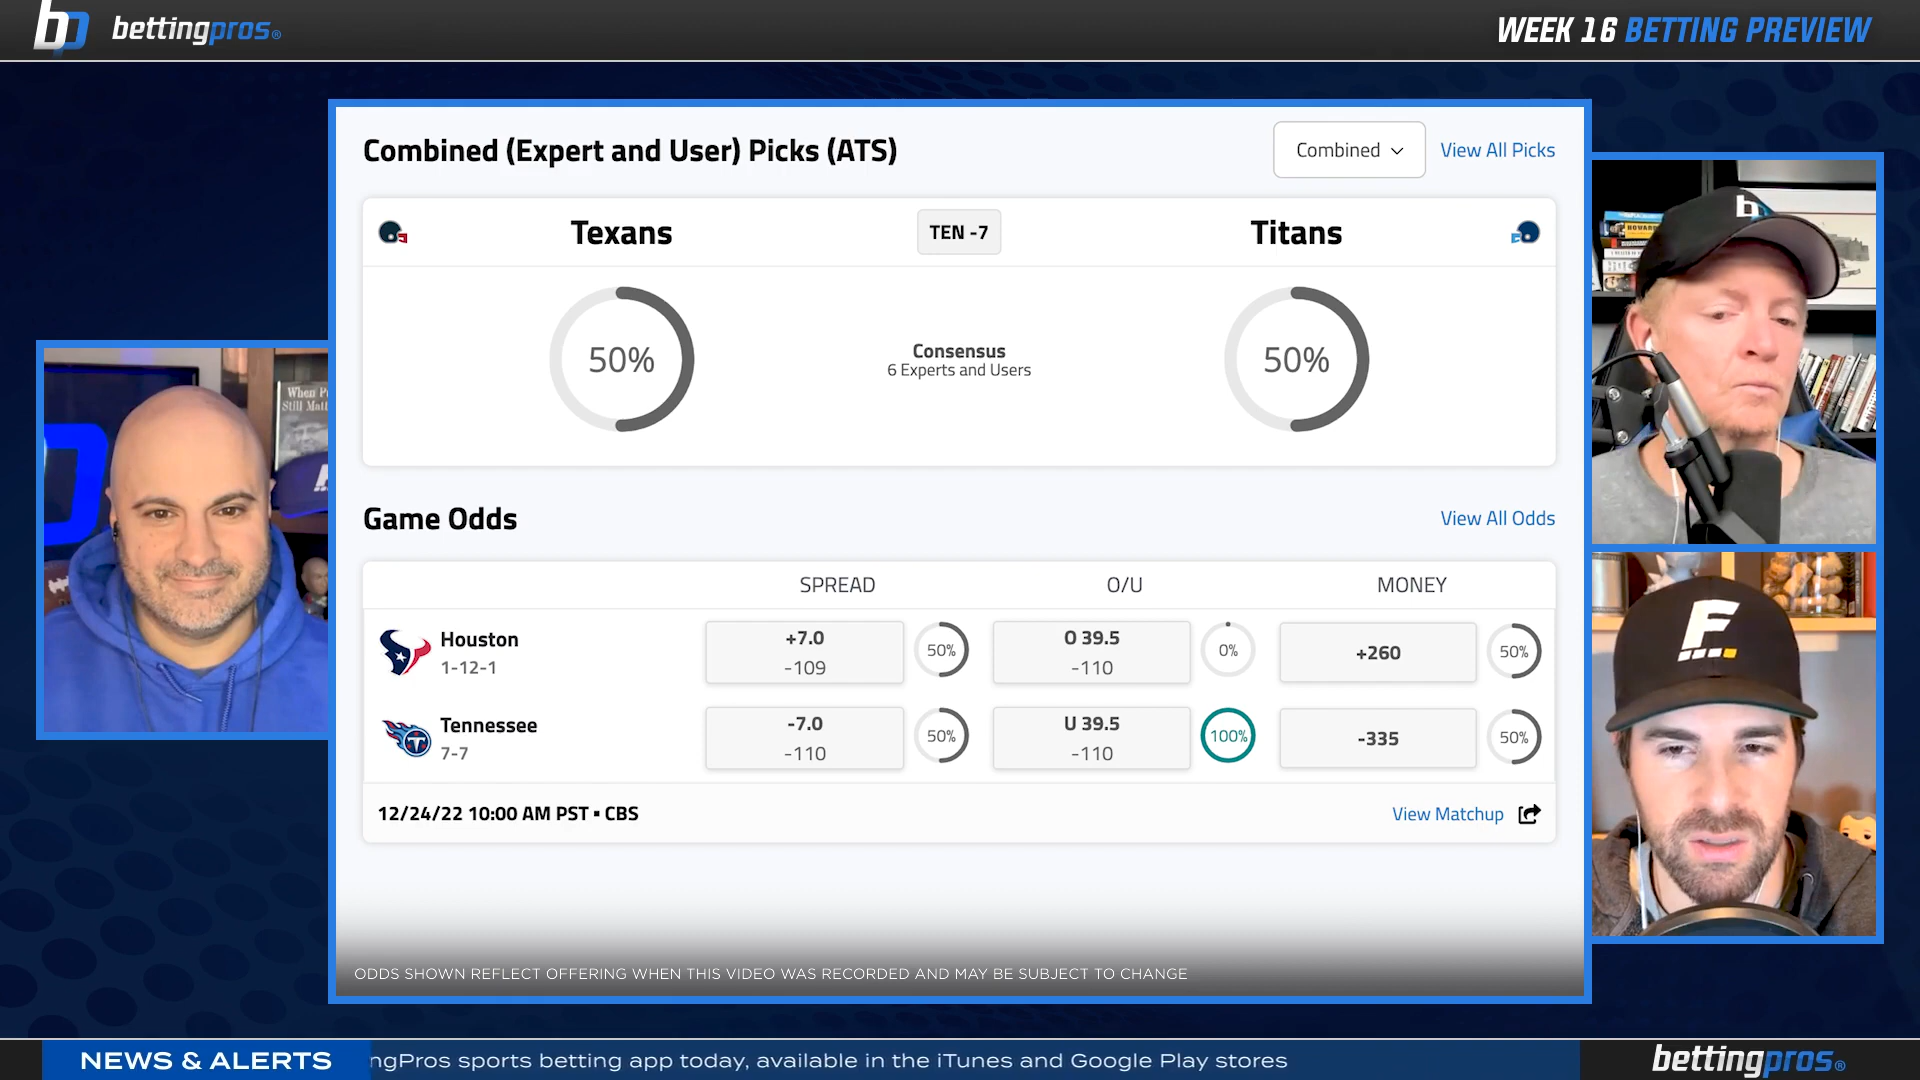 bp bettingpros®
WEEK 16 BETTING PREVIEW
Combined (Expert and User) Picks (ATS)
Combined
View All Picks
Texans
TEN -7
Titans
50%
Consensus
6 Experts and Users
50%
Game Odds
View All Odds
SPREAD
O/U
MONEY
Houston
1-12-1
+7.0
-109
50%
O 39.5
-110
0%
+260
50%
Tennessee
7-7
-7.0
-110
50%
U 39.5
-110
100%
-335
50%
12/24/22 10:00 AM PST ▪ CBS
View Matchup
ODDS SHOWN REFLECT OFFERING WHEN THIS VIDEO WAS RECORDED AND MAY BE SUBJECT TO CHANGE
When
Still
b
F
NEWS & ALERTS
ngPros sports betting app today, available in the iTunes and Google Play stores
bettingpros®